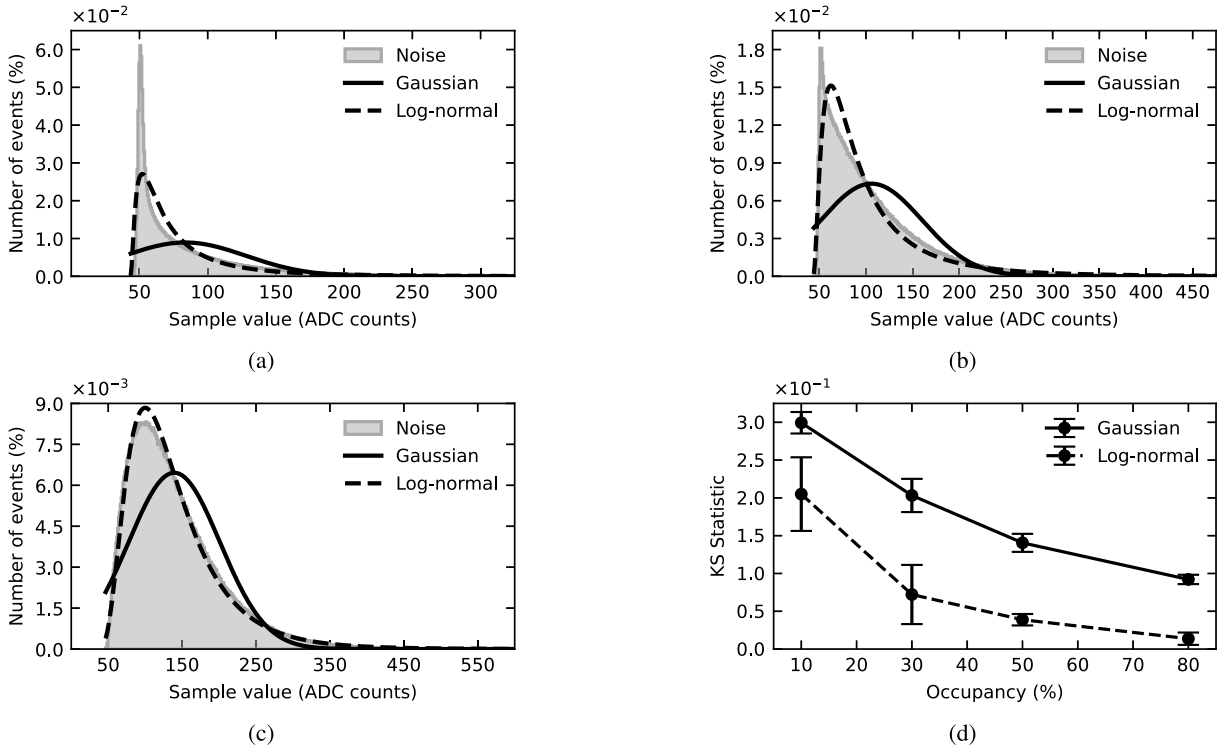 ×10⁻²
Number of events (%)
6.0
5.0
4.0
3.0
2.0
1.0
0.0
Noise
Gaussian
Log-normal
50 100 150 200 250 300
Sample value (ADC counts)
(a)
×10⁻²
Number of events (%)
1.8
1.5
1.2
0.9
0.6
0.3
0.0
Noise
Gaussian
Log-normal
50 100 150 200 250 300 350 400 450
Sample value (ADC counts)
(b)
×10⁻³
Number of events (%)
9.0
7.5
6.0
4.5
3.0
1.5
0.0
Noise
Gaussian
Log-normal
50 150 250 350 450 550
Sample value (ADC counts)
(c)
×10⁻¹
KS Statistic
3.0
2.5
2.0
1.5
1.0
0.5
0.0
Gaussian
Log-normal
10 20 30 40 50 60 70 80
Occupancy (%)
(d)